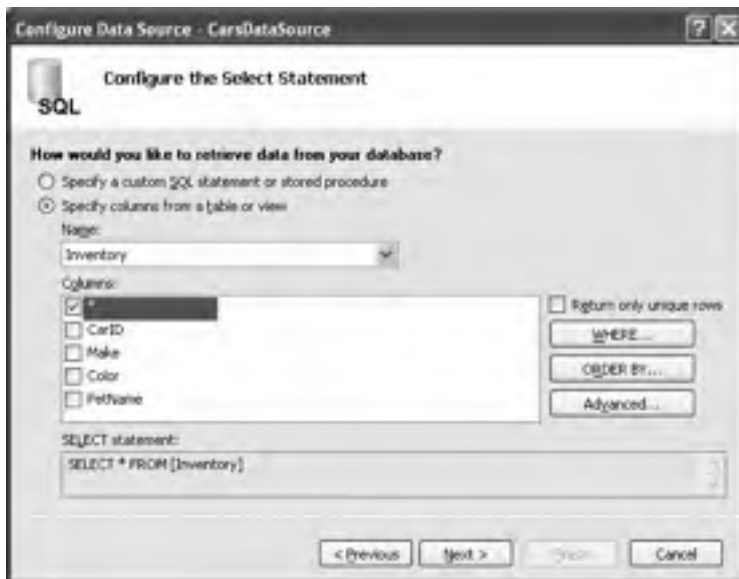 Configure Data Source - CarsDataSource
Configure the Select Statement
SQL
How would you like to retrieve data from your database?
Specify a custom SQL statement or stored procedure
Specify columns from a table or view
Name:
Inventory
Columns:
*
Return only unique rows
CarID
WHERE...
Make
Color
ORDER BY...
PetName
Advanced...
SELECT statement:
SELECT * FROM [Inventory]
< Previous
Next >
Finish
Cancel